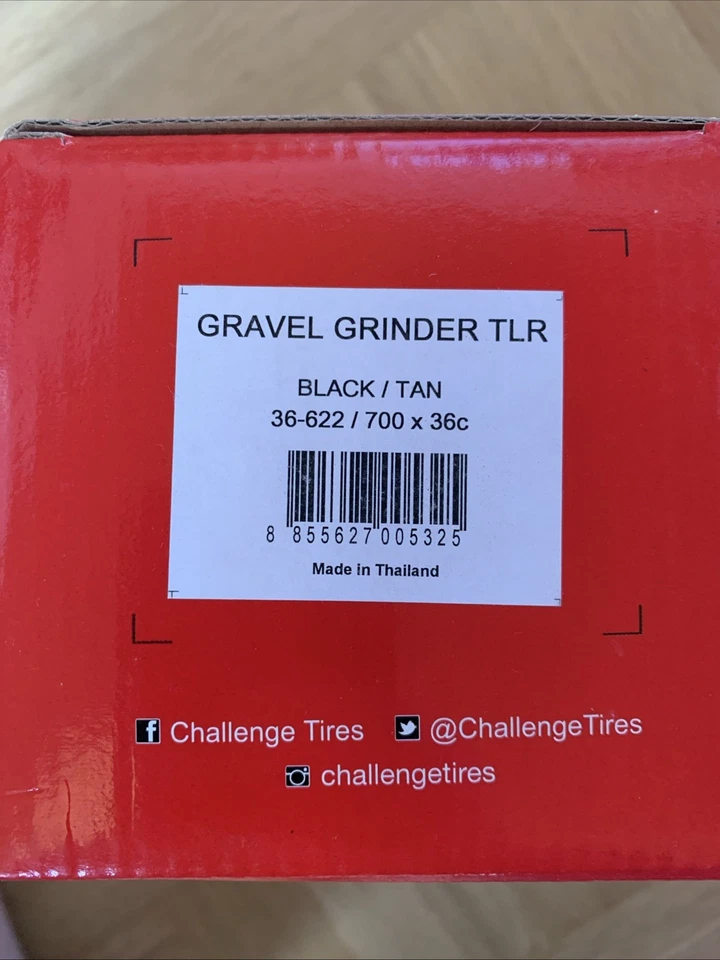 GRAVEL GRINDER TLR
BLACK / TAN
36-622 / 700 x 36c
8 855627 005325
Made in Thailand
f Challenge Tires @ChallengeTires
challengetires